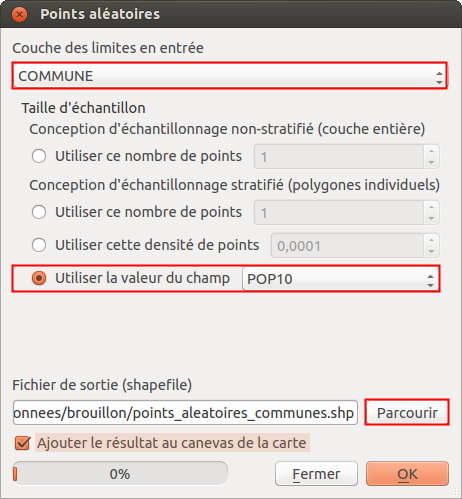 Points aléatoires
Couche des limites en entrée
COMMUNE
Taille d'échantillon
Conception d'échantillonnage non-stratifié (couche entière)
Utiliser ce nombre de points 1
Conception d'échantillonnage stratifié (polygones individuels)
Utiliser ce nombre de points 1
Utiliser cette densité de points 0,0001
Utiliser la valeur du champ POP10
Fichier de sortie (shapefile)
onnees/brouillon/points_aleatoires_communes.shp Parcourir
Ajouter le résultat au canevas de la carte
0% Fermer OK